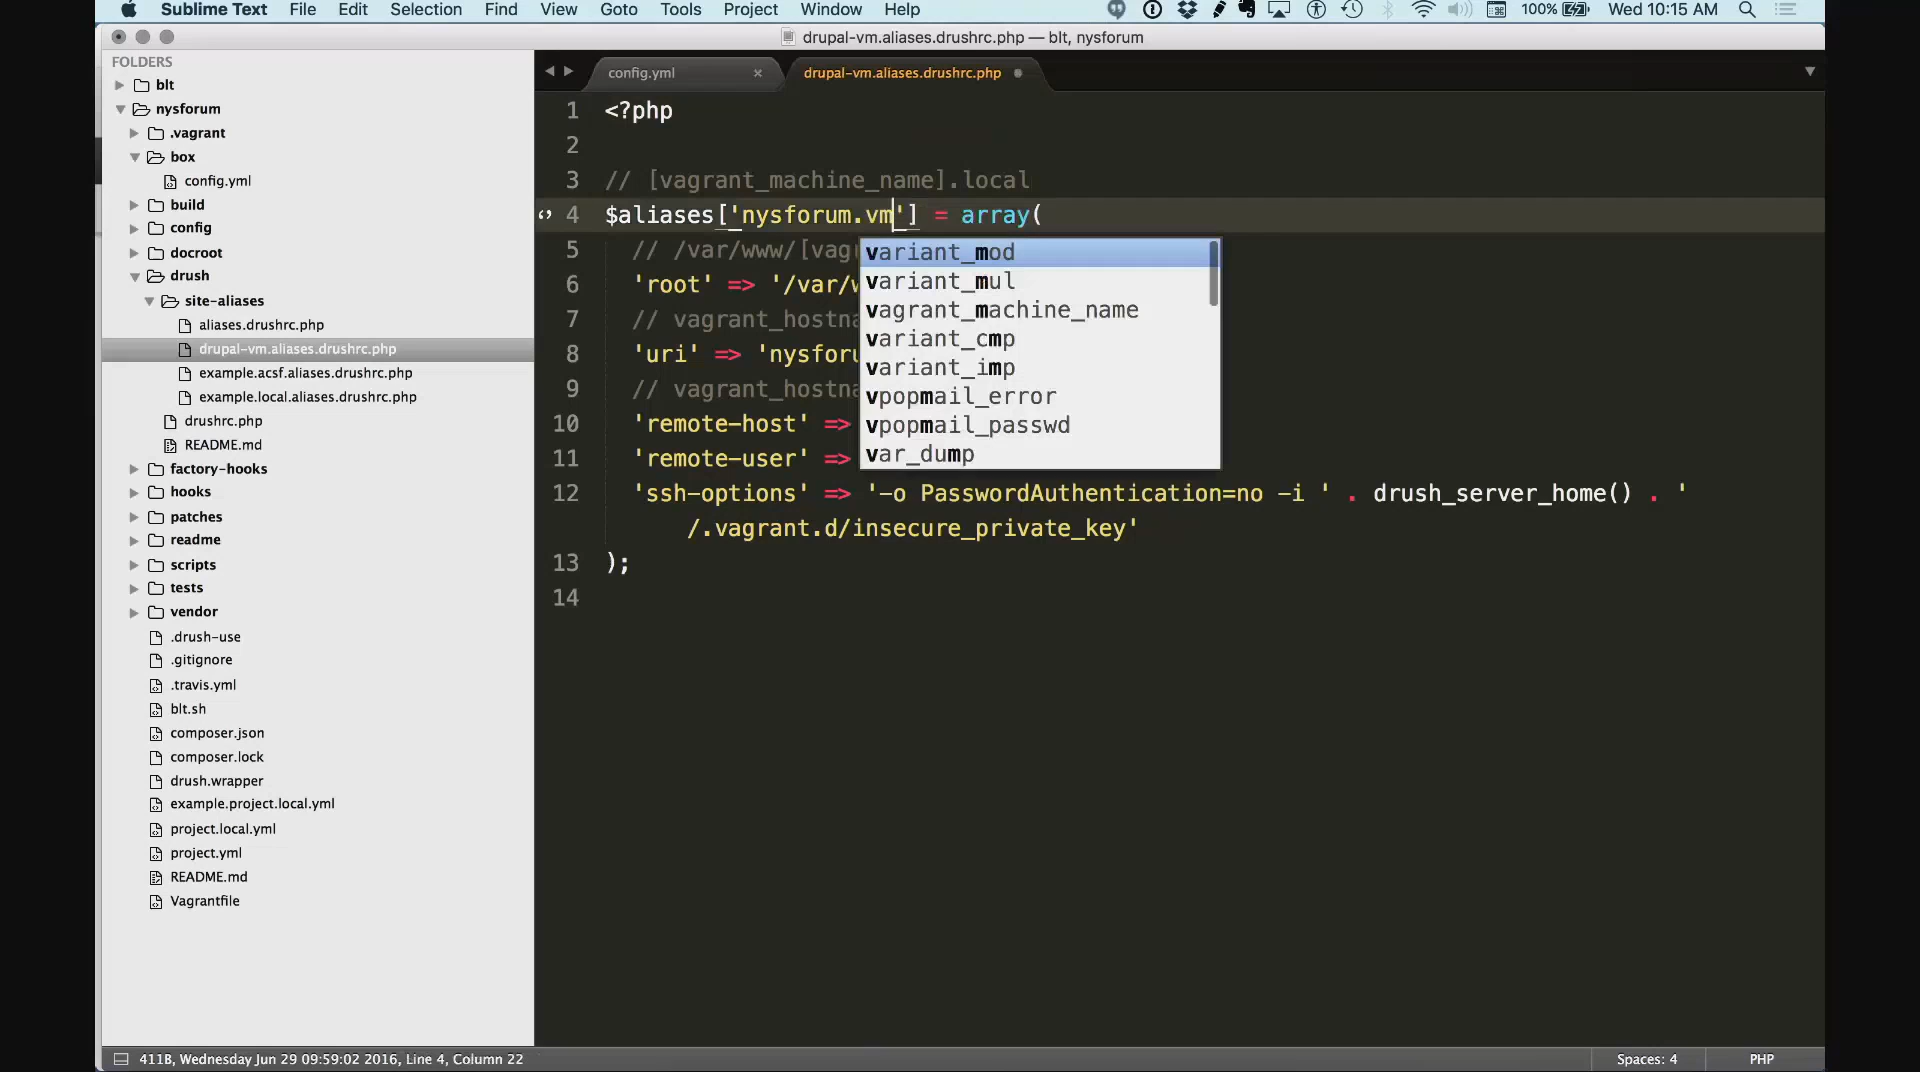 Sublime Text File Edit Selection Find View Goto Tools Project Window Help 100% Wed 10:15 AM
drupal-vm.aliases.drushrc.php — blt, nysforum
FOLDERS
blt
nysforum
.vagrant
box
config.yml
build
config
docroot
drush
site-aliases
aliases.drushrc.php
drupal-vm.aliases.drushrc.php
example.acsf.aliases.drushrc.php
example.local.aliases.drushrc.php
drushrc.php
README.md
factory-hooks
hooks
patches
readme
scripts
tests
vendor
.drush-use
.gitignore
.travis.yml
blt.sh
composer.json
composer.lock
drush.wrapper
example.project.local.yml
project.local.yml
project.yml
README.md
Vagrantfile
config.yml × drupal-vm.aliases.drushrc.php
1 <?php
2
3 // [vagrant_machine_name].local
4 $aliases['nysforum.vm'] = array(
5 // /var/www/[vag
6 'root' => '/var/w
7 // vagrant_hostna
8 'uri' => 'nysforu
9 // vagrant_hostna
10 'remote-host' =>
11 'remote-user' =>
12 'ssh-options' => '-o PasswordAuthentication=no -i ' . drush_server_home() . '
/.vagrant.d/insecure_private_key'
13 );
14
variant_mod
variant_mul
vagrant_machine_name
variant_cmp
variant_imp
vpopmail_error
vpopmail_passwd
var_dump
411B, Wednesday Jun 29 09:59:02 2016, Line 4, Column 22 Spaces: 4 PHP